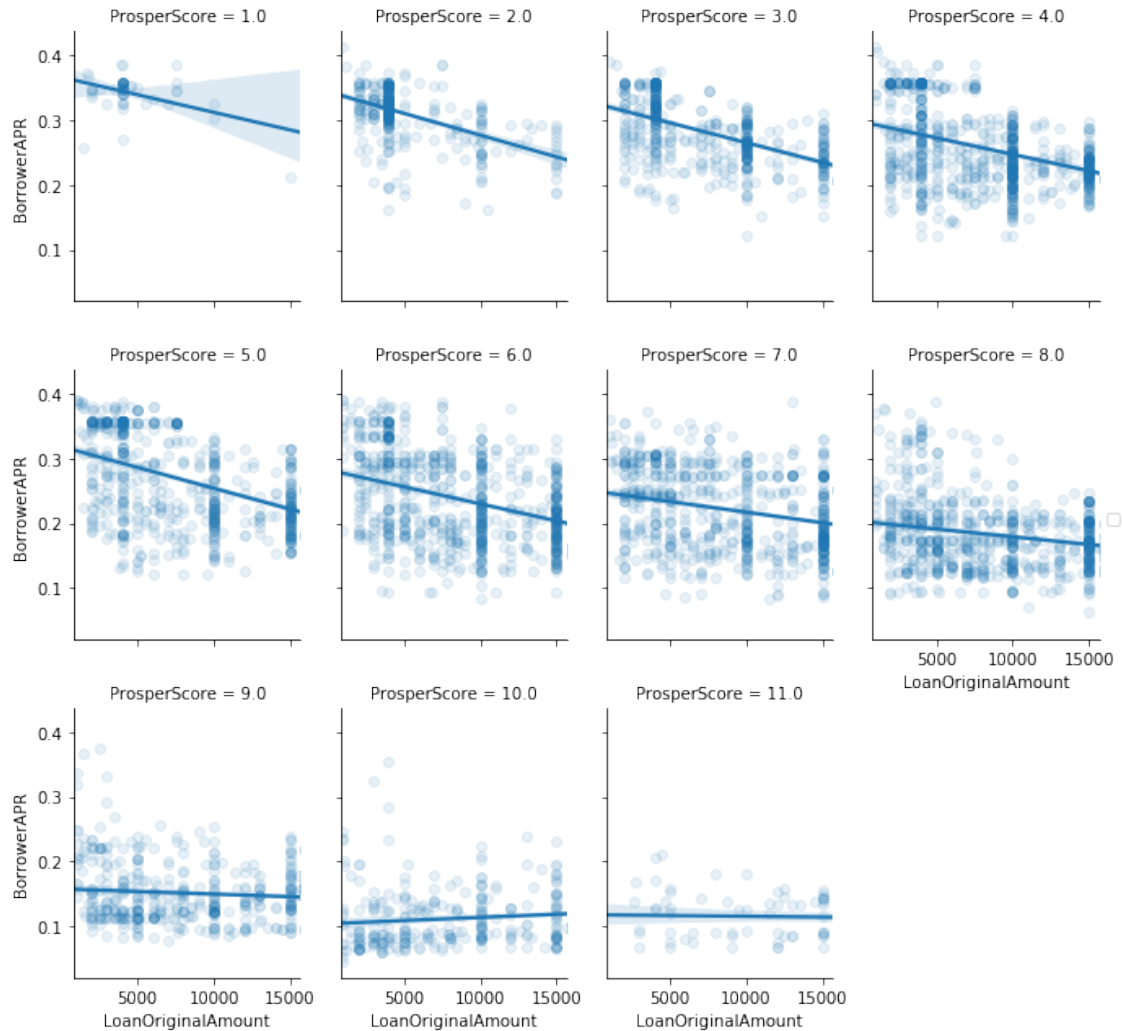 ProsperScore = 1.0
ProsperScore = 2.0
ProsperScore = 3.0
ProsperScore = 4.0
0.4
0.3
0.2
0.1
BorrowerAPR
ProsperScore = 5.0
ProsperScore = 6.0
ProsperScore = 7.0
ProsperScore = 8.0
0.4
0.3
0.2
0.1
BorrowerAPR
5000 10000 15000
LoanOriginalAmount
ProsperScore = 9.0
ProsperScore = 10.0
ProsperScore = 11.0
0.4
0.3
0.2
0.1
BorrowerAPR
5000 10000 15000
LoanOriginalAmount
5000 10000 15000
LoanOriginalAmount
5000 10000 15000
LoanOriginalAmount